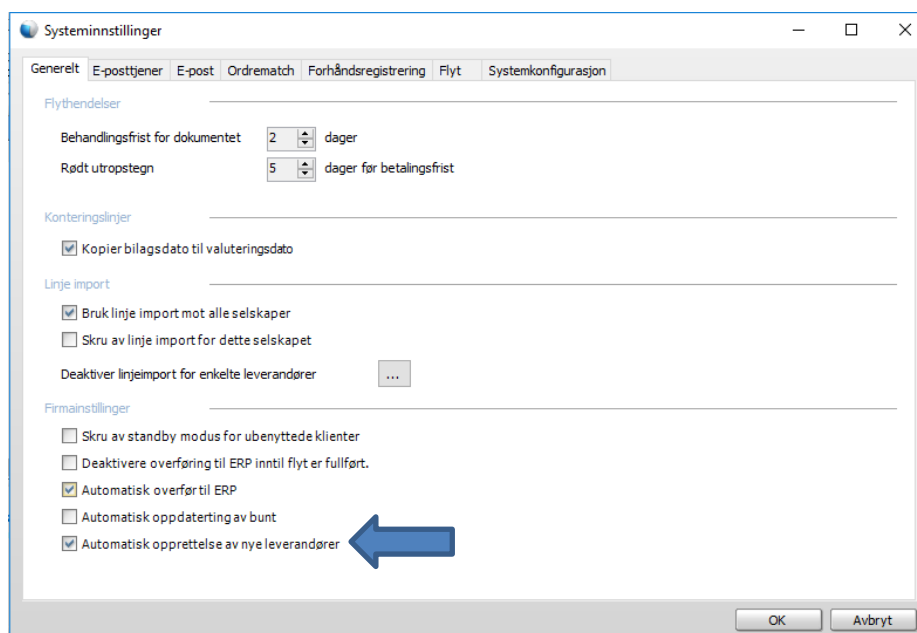 Systeminnstillinger
Generelt E-posttjener E-post Ordrematch Forhåndsregistrering Flyt Systemkonfigurasjon
Flythendelser
Behandlingsfrist for dokumentet 2 dager
Rødt utropstegn 5 dager før betalingsfrist
Konteringslinjer
Kopier bilagsdato til valuteringsdato
Linje import
Bruk linje import mot alle selskaper
Skru av linje import for dette selskapet
Deaktiver linjeimport for enkelte leverandører ...
Firmainstillinger
Skru av standby modus for ubenyttede klienter
Deaktivere overføring til ERP inntil flyt er fullført.
Automatisk overfør til ERP
Automatisk oppdaterting av bunt
Automatisk opprettelse av nye leverandører
OK Avbryt